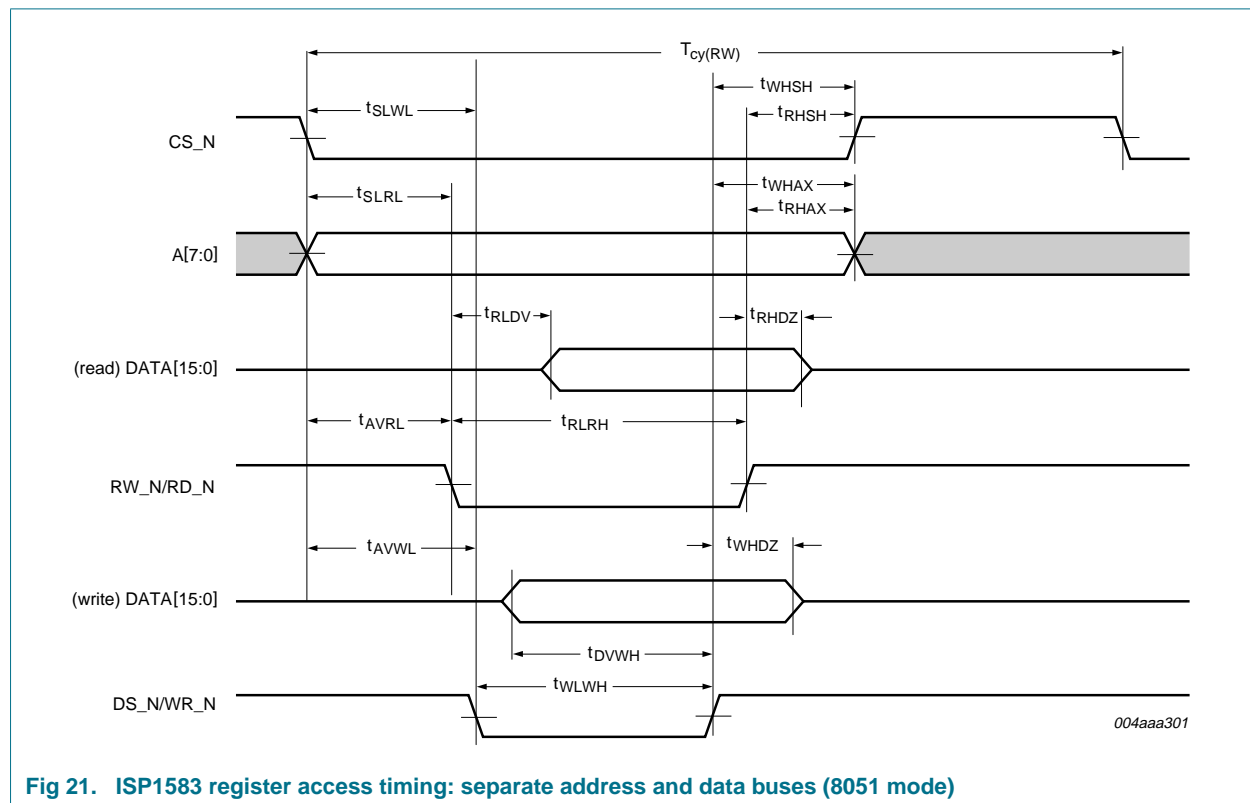 Tcy(RW)
tWHSH
tSLWL
tRHSH
CS_N
tWHAX
tSLRL
tRHAX
A[7:0]
tRLDV
tRHDZ
(read) DATA[15:0]
tAVRL
tRLRH
RW_N/RD_N
tAVWL
tWHDZ
(write) DATA[15:0]
tDVWH
tWLWH
DS_N/WR_N
004aaa301
Fig 21. ISP1583 register access timing: separate address and data buses (8051 mode)